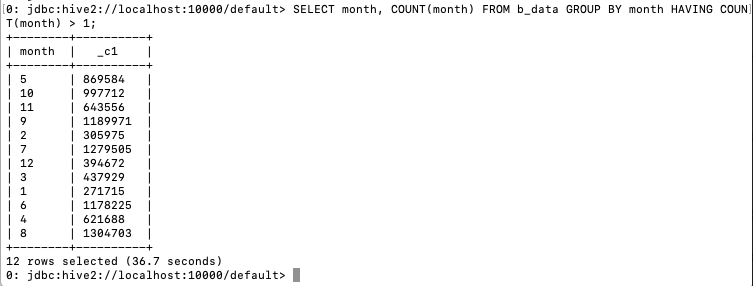 0: jdbc:hive2://localhost:10000/default> SELECT month, COUNT(month) FROM b_data GROUP BY month HAVING COUN
T(month) > 1;
+--------+----------+
| month  |   _c1    |
+--------+----------+
| 5      | 869584   |
| 10     | 997712   |
| 11     | 643556   |
| 9      | 1189971  |
| 2      | 305975   |
| 7      | 1279505  |
| 12     | 394672   |
| 3      | 437929   |
| 1      | 271715   |
| 6      | 1178225  |
| 4      | 621688   |
| 8      | 1304703  |
+--------+----------+
12 rows selected (36.7 seconds)
0: jdbc:hive2://localhost:10000/default>